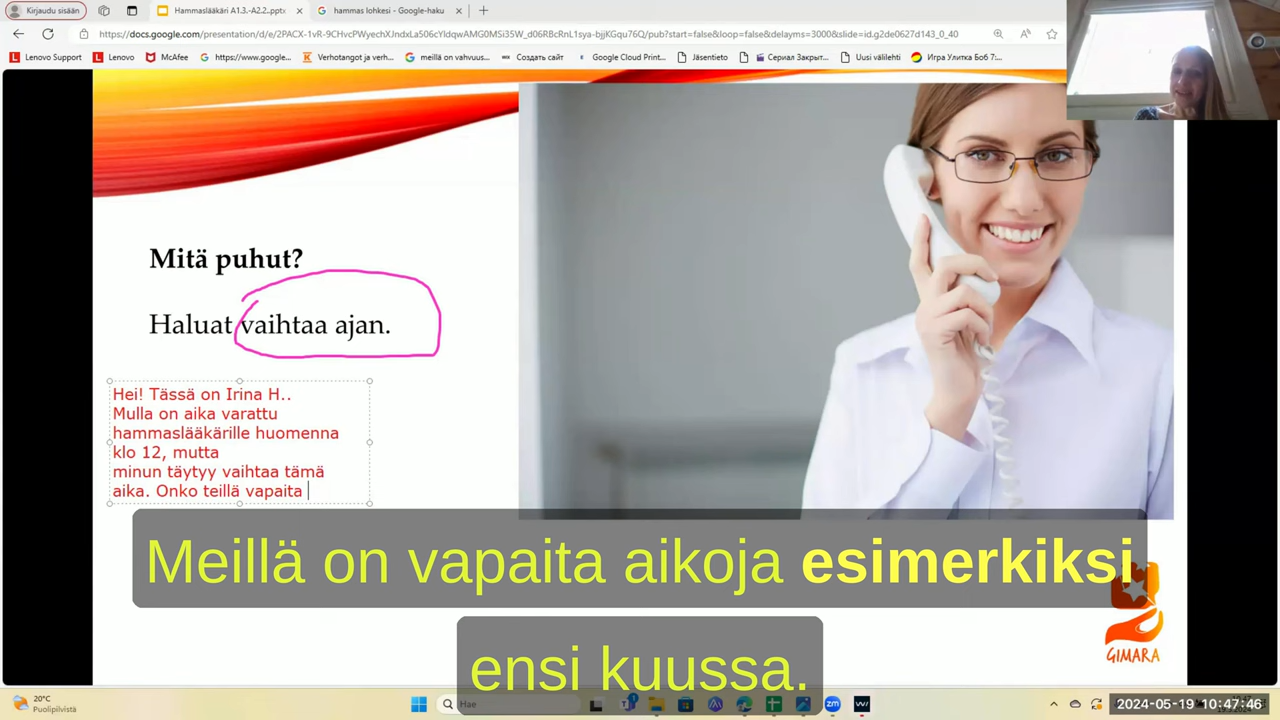 Kirjaudu sisään
Hammaslääkäri A1.3.-A2.2..pptx
hammas lohkesi - Google-haku
https://docs.google.com/presentation/d/e/2PACX-1vR-9CHvcPWyechXJndxLa506cYldqwAMG0MSi35W_d06RBcRnL1sya-bjjKGqu76Q/pub?start=false&loop=false&delayms=3000&slide=id.g2de0627d143_0_40
Lenovo Support
Lenovo
McAfee
https://www.google...
Verhotangot ja verh...
meillä on vahvuus...
Создать сайт
Google Cloud Print...
Jäsentieto
Сериал Закрыт...
Uusi välilehti
Игра Улитка Боб 7:...
Mitä puhut?
Haluat vaihtaa ajan.
Hei! Tässä on Irina H..
Mulla on aika varattu
hammaslääkärille huomenna
klo 12, mutta
minun täytyy vaihtaa tämä
aika. Onko teillä vapaita
Meillä on vapaita aikoja esimerkiksi
ensi kuussa.
GIMARA
20°C
Puolipilvistä
Hae
2024-05-19 10:47:46